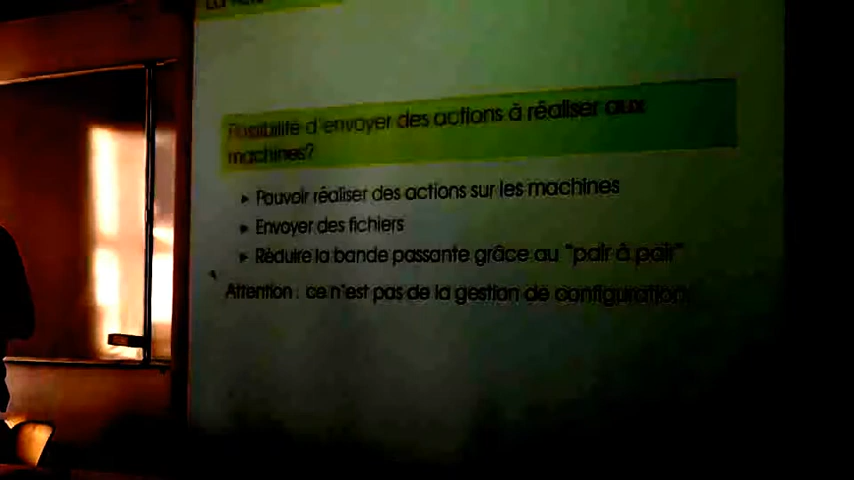 Possibilité d'envoyer des actions à réaliser aux
machines?
Pouvoir réaliser des actions sur les machines
Envoyer des fichiers
Réduire la bande passante grâce au "pair à pair"
Attention : ce n'est pas de la gestion de configuration